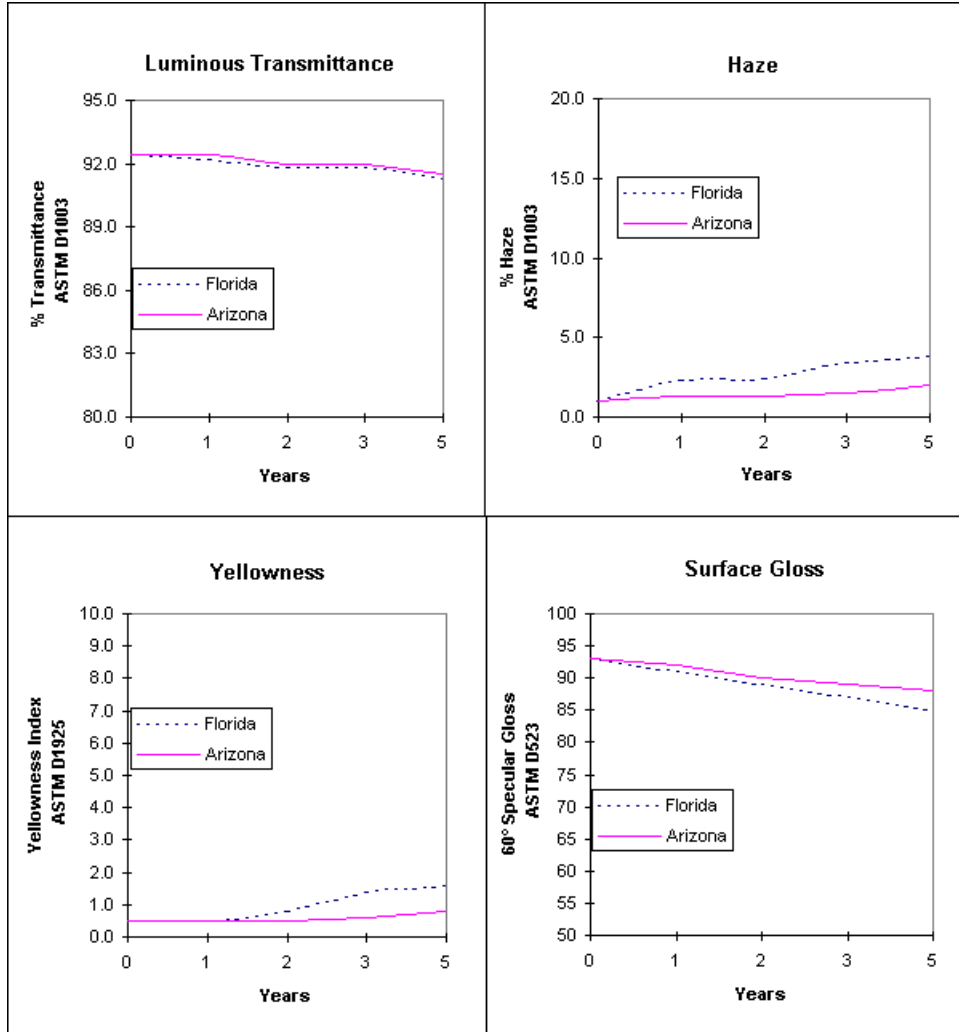 Luminous Transmittance
95.0
92.0
89.0
86.0
83.0
80.0
% Transmittance
ASTM D1003
Florida
Arizona
0 1 2 3 5
Years
Haze
20.0
15.0
10.0
5.0
0.0
% Haze
ASTM D1003
Florida
Arizona
0 1 2 3 5
Years
Yellowness
10.0
9.0
8.0
7.0
6.0
5.0
4.0
3.0
2.0
1.0
0.0
Yellowness Index
ASTM D1925
Florida
Arizona
0 1 2 3 5
Years
Surface Gloss
100
95
90
85
80
75
70
65
60
55
50
60° Specular Gloss
ASTM D523
Florida
Arizona
0 1 2 3 5
Years